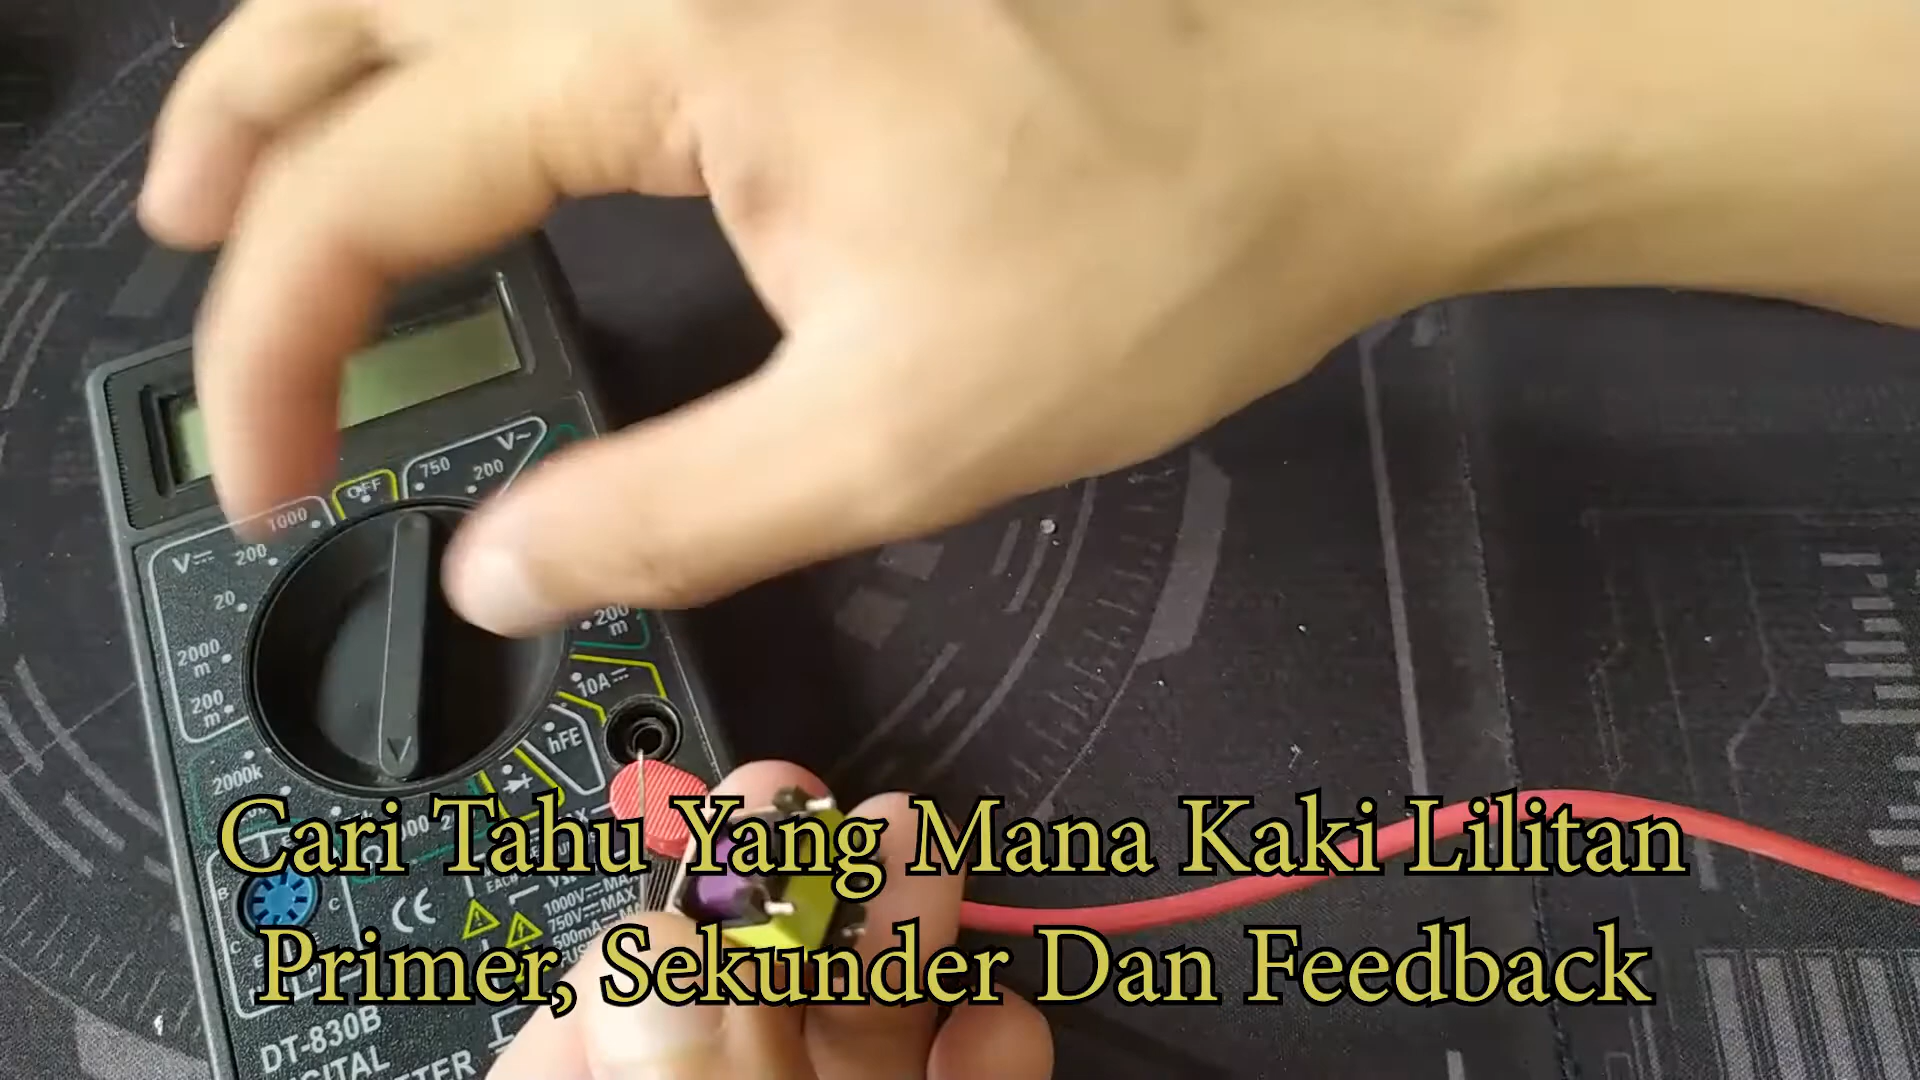 OFF
750
200
V~
1000
V⎓
200
20
2000
m
200
m
200
m
10A⎓
hFE
2000k
Cari Tahu Yang Mana Kaki Lilitan
Primer, Sekunder Dan Feedback
B
C
C
E
CE
EACH
1000V⎓MAX
750V⎓MAX
DT-830B